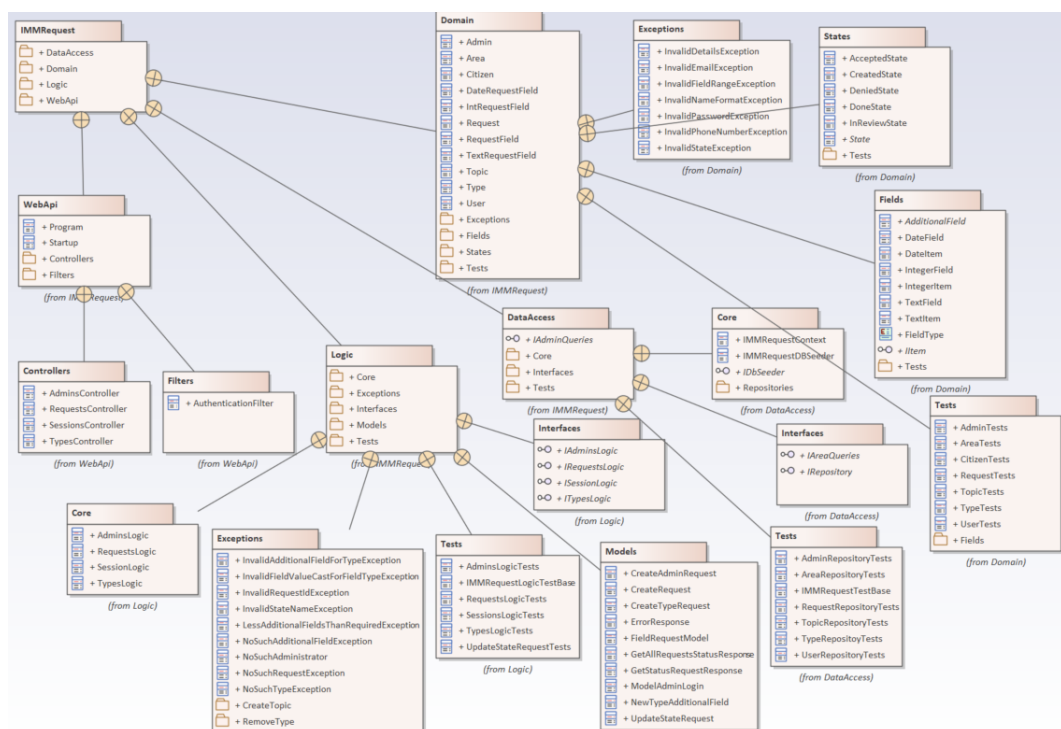 IMMRequest
+ DataAccess
+ Domain
+ Logic
+ WebApi
Domain
+ Admin
+ Area
+ Citizen
+ DateRequestField
+ IntRequestField
+ Request
+ RequestField
+ TextRequestField
+ Topic
+ Type
+ User
+ Exceptions
+ Fields
+ States
+ Tests
(from IMMRequest)
Exceptions
+ InvalidDetailsException
+ InvalidEmailException
+ InvalidFieldRangeException
+ InvalidNameFormatException
+ InvalidPasswordException
+ InvalidPhoneNumberException
+ InvalidStateException
(from Domain)
States
+ AcceptedState
+ CreatedState
+ DeniedState
+ DoneState
+ InReviewState
+ State
+ Tests
(from Domain)
Fields
+ AdditionalField
+ DateField
+ DateItem
+ IntegerField
+ IntegerItem
+ TextField
+ TextItem
+ FieldType
+ IItem
+ Tests
(from Domain)
WebApi
+ Program
+ Startup
+ Controllers
+ Filters
(from IMMRequest)
DataAccess
+ IAdminQueries
+ Core
+ Interfaces
+ Tests
(from IMMRequest)
Core
+ IMMRequestContext
+ IMMRequestDBSeeder
+ IDbSeeder
+ Repositories
(from DataAccess)
Controllers
+ AdminsController
+ RequestsController
+ SessionsController
+ TypesController
(from WebApi)
Filters
+ AuthenticationFilter
(from WebApi)
Logic
+ Core
+ Exceptions
+ Interfaces
+ Models
+ Tests
(from IMMRequest)
Interfaces
+ IAdminsLogic
+ IRequestsLogic
+ ISessionLogic
+ ITypesLogic
(from Logic)
Interfaces
+ IAreaQueries
+ IRepository
(from DataAccess)
Tests
+ AdminTests
+ AreaTests
+ CitizenTests
+ RequestTests
+ TopicTests
+ TypeTests
+ UserTests
+ Fields
(from Domain)
Core
+ AdminsLogic
+ RequestsLogic
+ SessionLogic
+ TypesLogic
(from Logic)
Exceptions
+ InvalidAdditionalFieldForTypeException
+ InvalidFieldValueCastForFieldTypeException
+ InvalidRequestIdException
+ InvalidStateNameException
+ LessAdditionalFieldsThanRequiredException
+ NoSuchAdditionalFieldException
+ NoSuchAdministrator
+ NoSuchRequestException
+ NoSuchTypeException
+ CreateTopic
+ RemoveType
Tests
+ AdminsLogicTests
+ IMMRequestLogicTestBase
+ RequestsLogicTests
+ SessionsLogicTests
+ TypesLogicTests
+ UpdateStateRequestTests
(from Logic)
Models
+ CreateAdminRequest
+ CreateRequest
+ CreateTypeRequest
+ ErrorResponse
+ FieldRequestModel
+ GetAllRequestsStatusResponse
+ GetStatusRequestResponse
+ ModelAdminLogin
+ NewTypeAdditionalField
+ UpdateStateRequest
Tests
+ AdminRepositoryTests
+ AreaRepositoryTests
+ IMMRequestTestBase
+ RequestRepositoryTests
+ TopicRepositoryTests
+ TypeRepositoyTests
+ UserRepositoryTests
(from DataAccess)